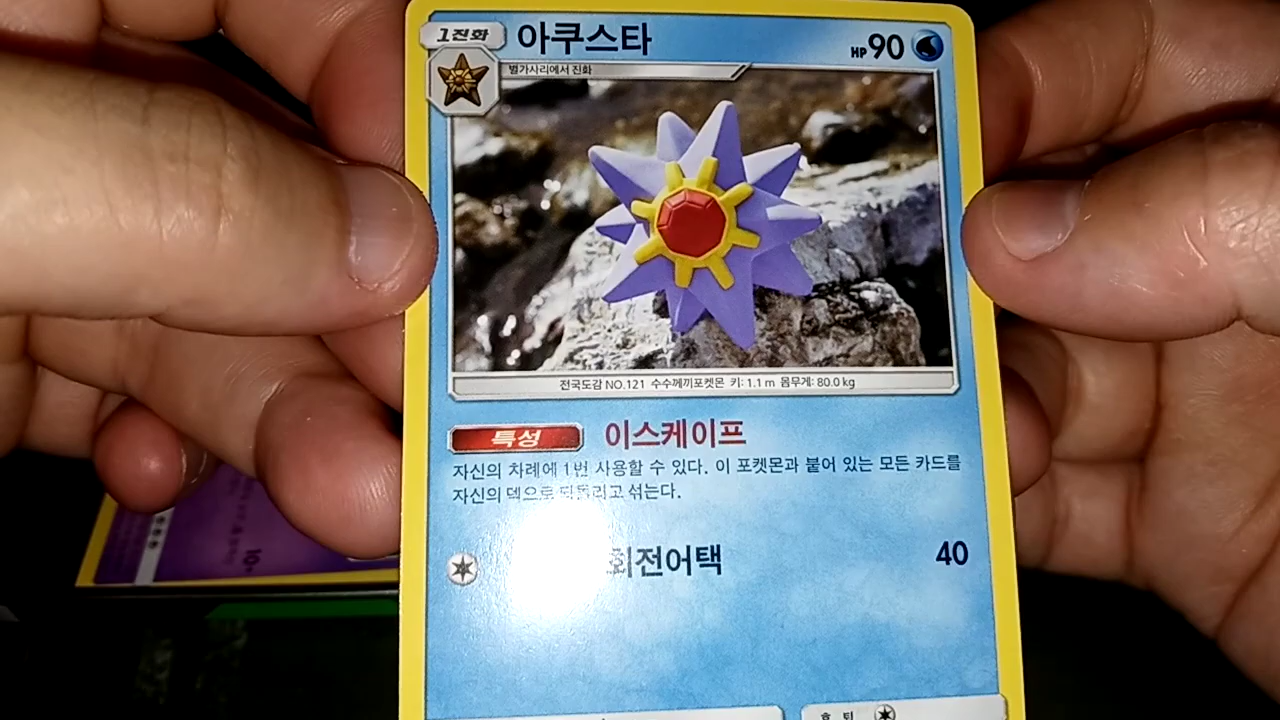 1진화
아쿠스타
HP 90
별가사리에서 진화
전국도감 NO.121 수수께끼포켓몬 키: 1.1 m 몸무게: 80.0 kg
특성 이스케이프
자신의 차례에 1번 사용할 수 있다. 이 포켓몬과 붙어 있는 모든 카드를
자신의 덱으로 되돌리고 섞는다.
회전어택 40
후퇴